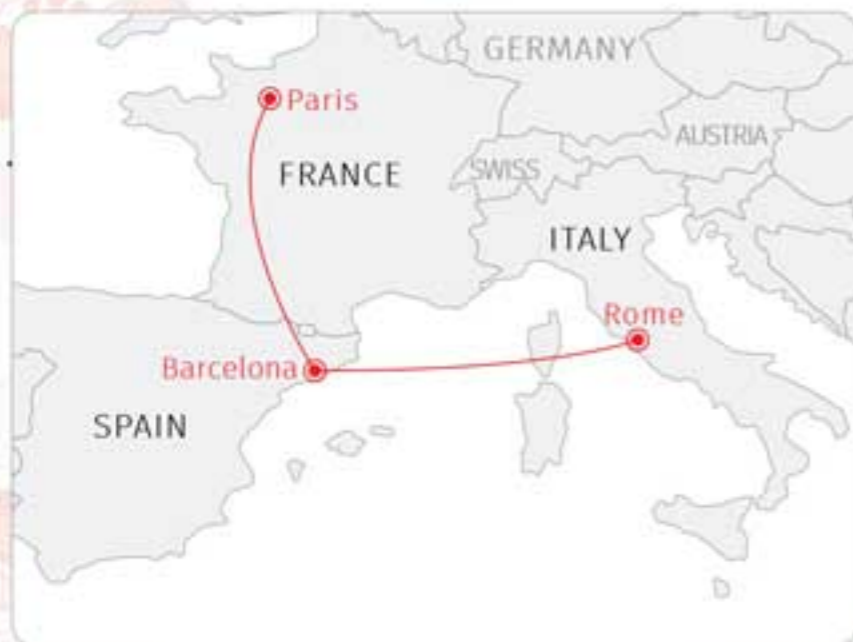 GERMANY
Paris
AUSTRIA
FRANCE
SWISS
ITALY
Rome
Barcelona
SPAIN